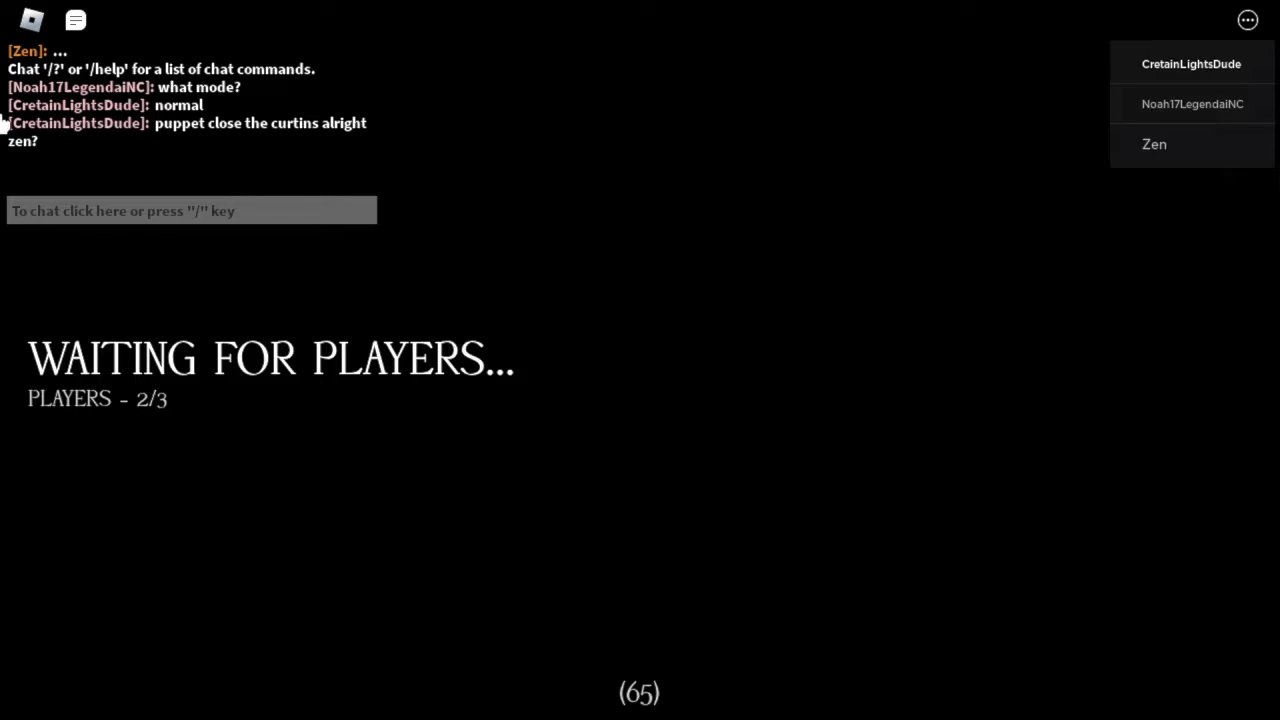 [Zen]: ...
Chat '/?' or '/help' for a list of chat commands.
[Noah17LegendaiNC]: what mode?
[CretainLightsDude]: normal
[CretainLightsDude]: puppet close the curtins alright
zen?
To chat click here or press "/" key
CretainLightsDude
Noah17LegendaiNC
Zen
WAITING FOR PLAYERS...
PLAYERS - 2/3
(65)